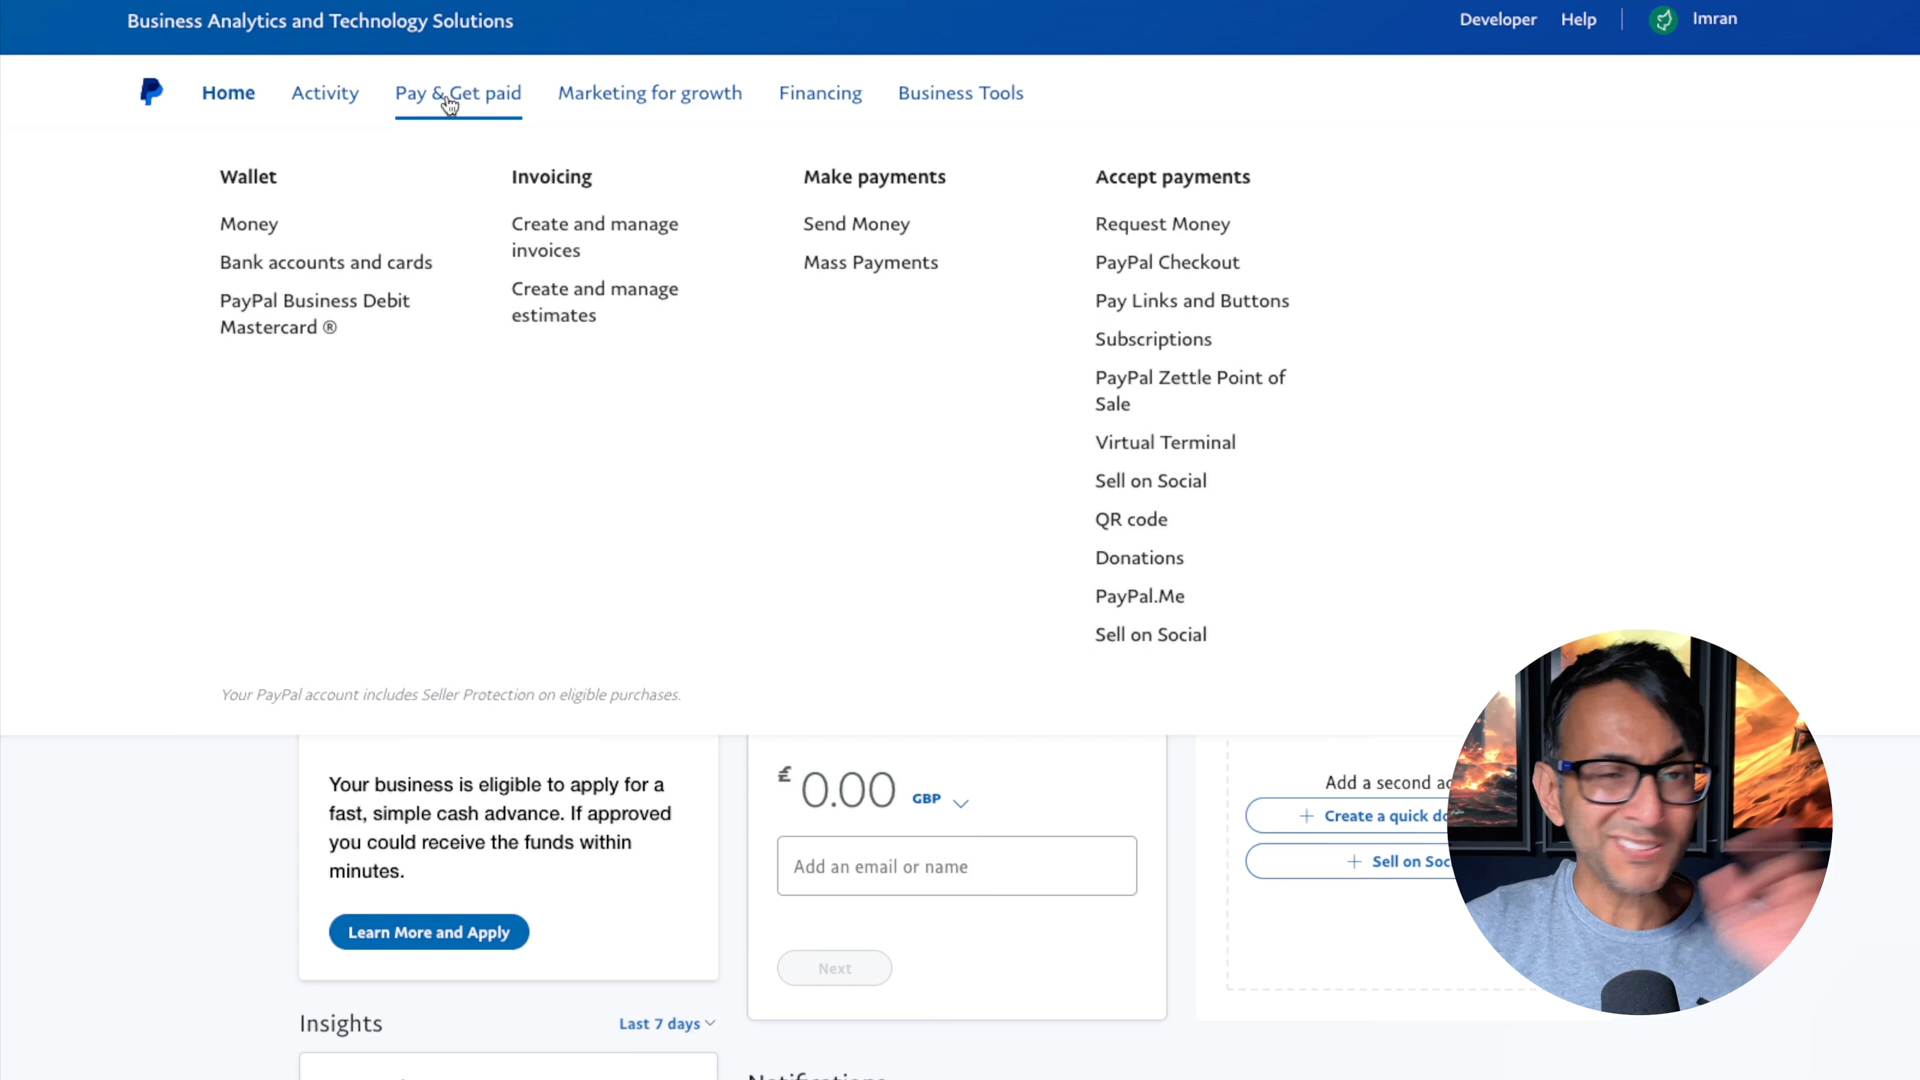 Business Analytics and Technology Solutions
Developer Help Imran
Home Activity Pay & Get paid Marketing for growth Financing Business Tools
Wallet
Money
Bank accounts and cards
PayPal Business Debit
Mastercard ®
Invoicing
Create and manage
invoices
Create and manage
estimates
Make payments
Send Money
Mass Payments
Accept payments
Request Money
PayPal Checkout
Pay Links and Buttons
Subscriptions
PayPal Zettle Point of
Sale
Virtual Terminal
Sell on Social
QR code
Donations
PayPal.Me
Sell on Social
Your PayPal account includes Seller Protection on eligible purchases.
Your business is eligible to apply for a
fast, simple cash advance. If approved
you could receive the funds within
minutes.
Learn More and Apply
£ 0.00 GBP
Add an email or name
Next
Add a second
+ Create a quick
+ Sell on
Insights
Last 7 days
Notifications